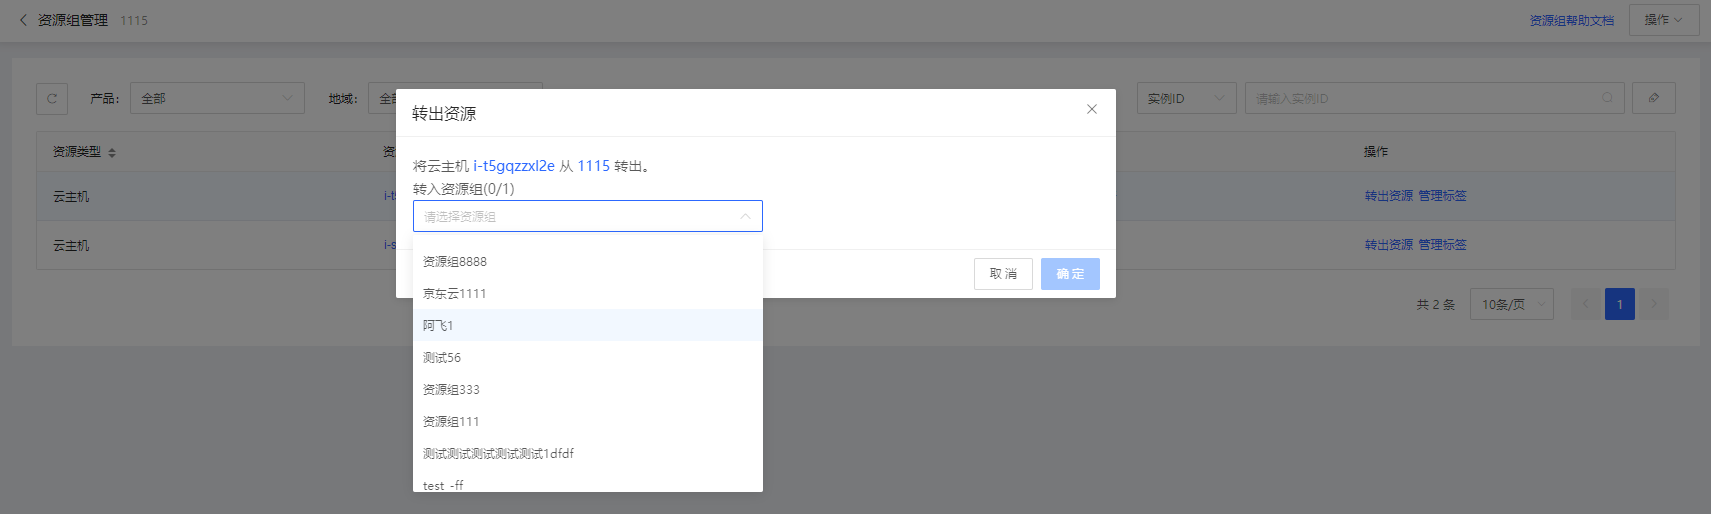 资源组管理 1115 资源组帮助文档 操作
产品: 全部 地域: 实例ID 请输入实例ID
转出资源
资源类型 操作
将云主机 i-t5gqzzxl2e 从 1115 转出。
转入资源组(0/1)
云主机 转出资源 管理标签
请选择资源组
云主机 i-s 转出资源 管理标签
资源组8888
取消 确定
京东云1111
共 2 条 10条/页 1
阿飞1
测试56
资源组333
资源组111
测试测试测试测试测试1dfdf
test -ff